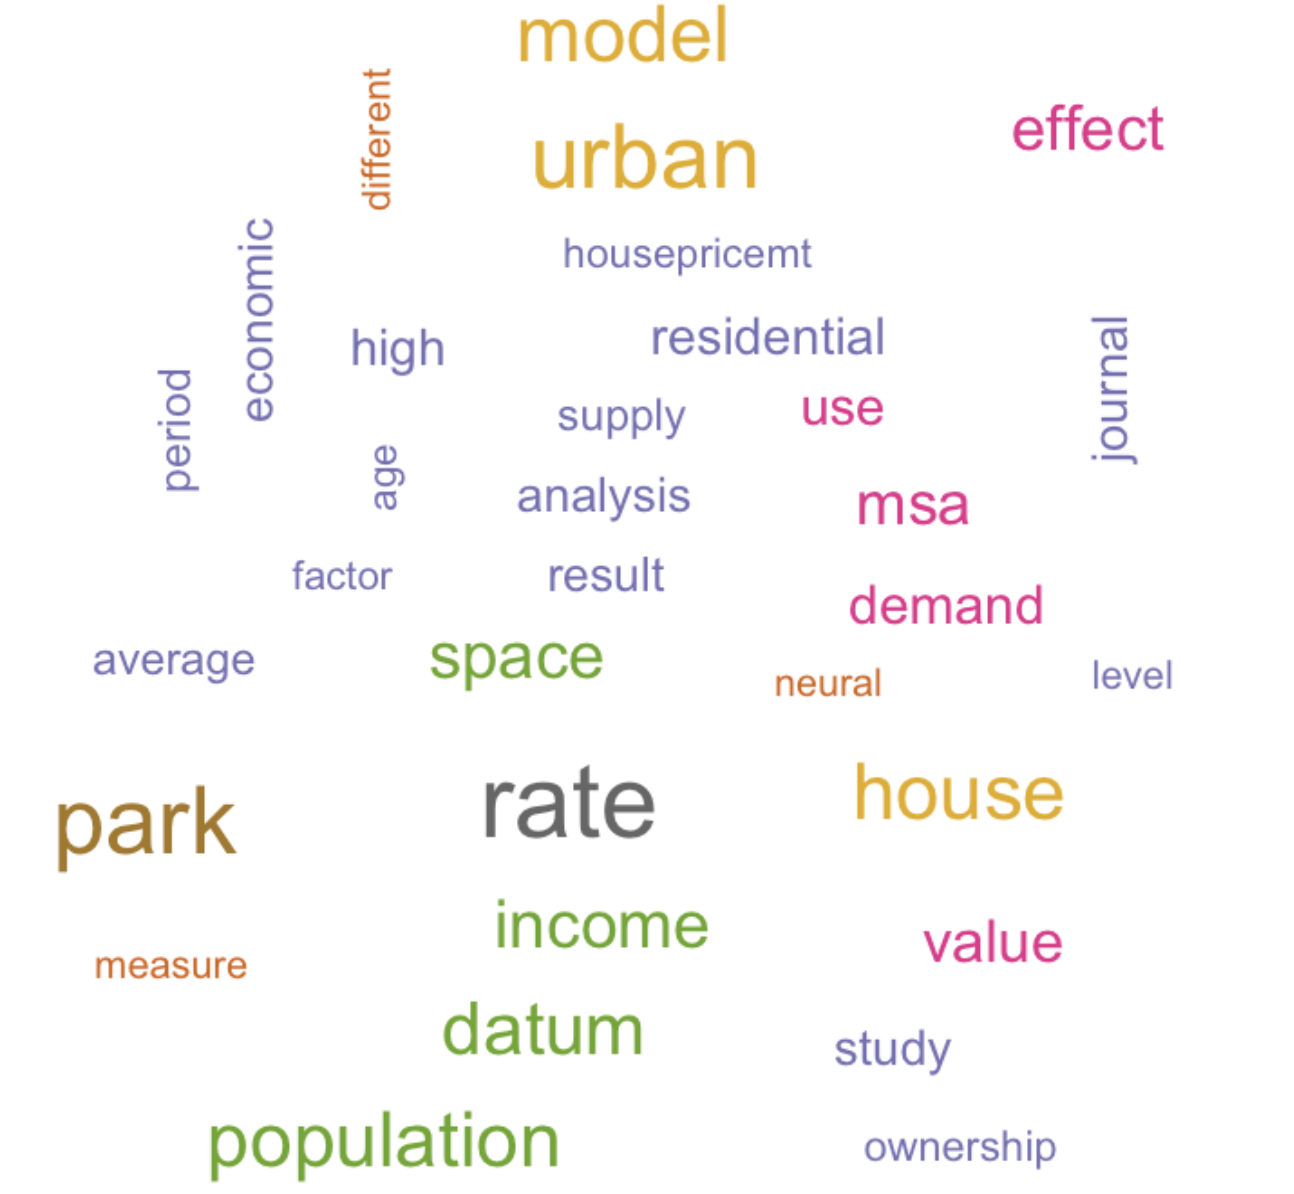 model
different
effect
urban
economic
housepricemt
high
residential
journal
period
supply
use
age
analysis
msa
factor
result
demand
average
space
neural
level
park
rate
house
income
value
measure
datum
study
population
ownership